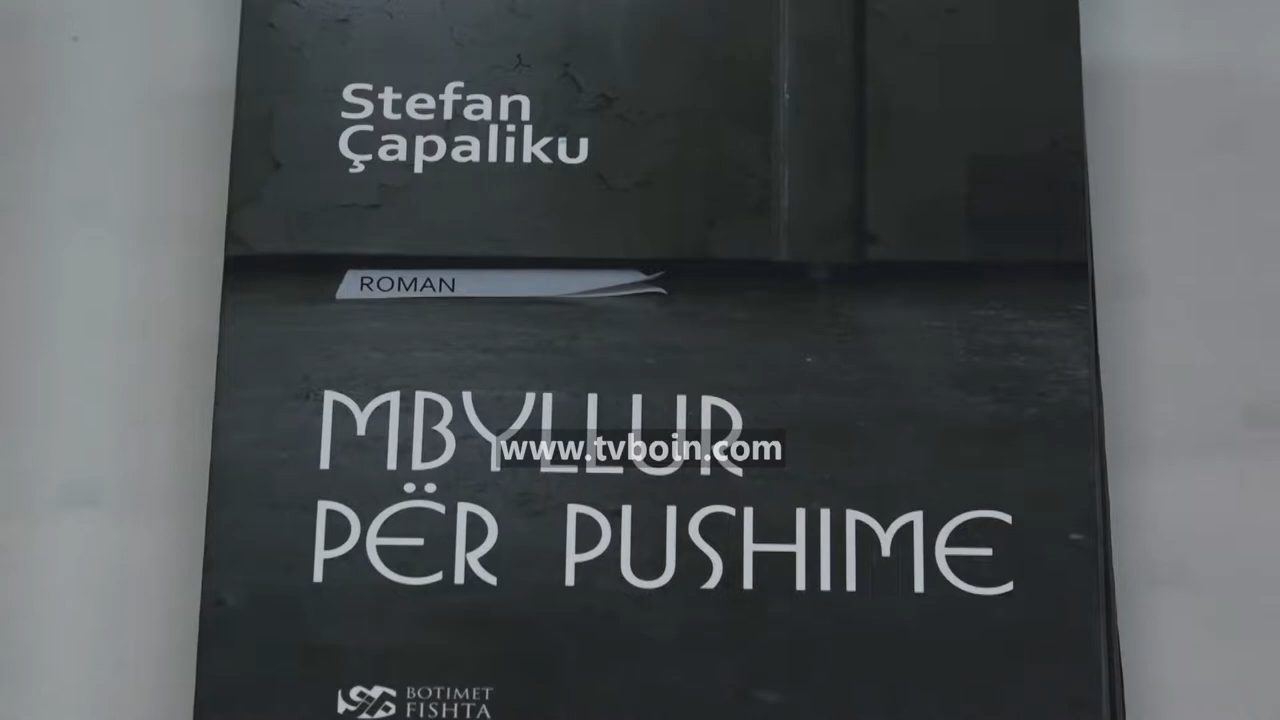 Stefan
Çapaliku
ROMAN
MBYLLUR
www.tvboin.com
PËR PUSHIME
BOTIMET
FISHTA